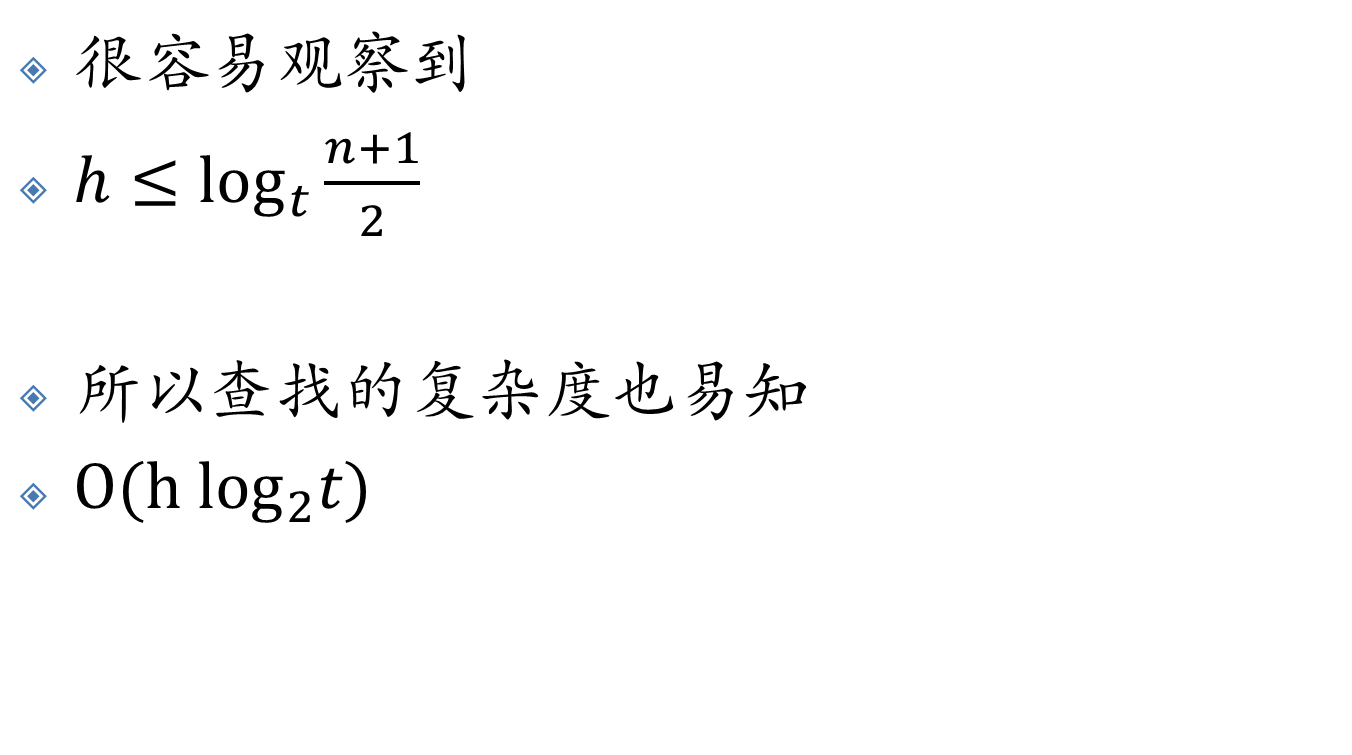 很容易观察到
h ≤ log_t (n+1)/2
所以查找的复杂度也易知
O(h log₂t)